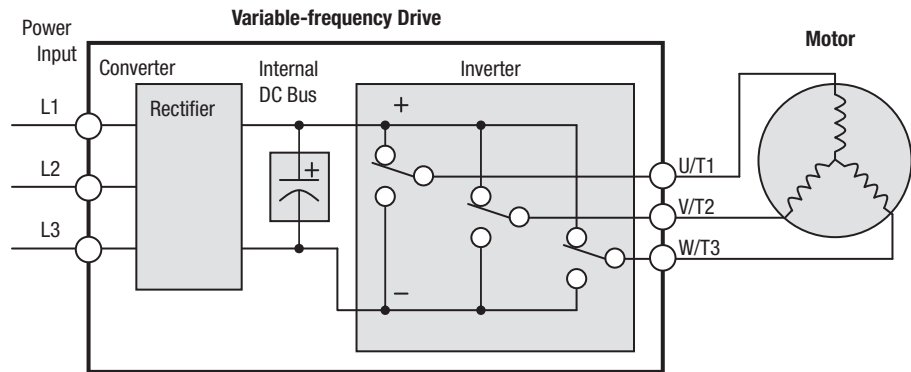 Variable-frequency Drive
Power
Input
Motor
Converter
Internal
DC Bus
Inverter
L1
Rectifier
+
+
L2
U/T1
V/T2
L3
W/T3
–